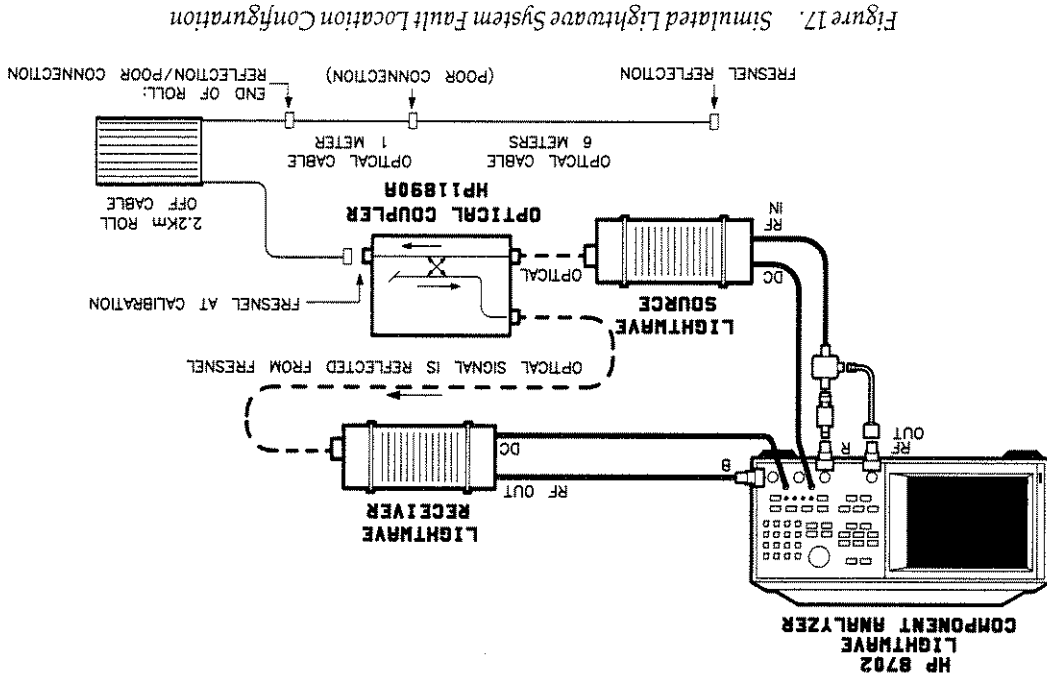 HP 8702
LIGHTWAVE
COMPONENT ANALYZER
RF
OUT
R
B
RF OUT
DC
LIGHTWAVE
RECEIVER
OPTICAL SIGNAL IS REFLECTED FROM FRESNEL
LIGHTWAVE
SOURCE
DC
RF
IN
OPTICAL
FRESNEL AT CALIBRATION
OPTICAL COUPLER
HP11890A
2.2Km ROLL
OFF CABLE
OPTICAL CABLE
6 METERS
OPTICAL CABLE
1 METER
FRESNEL REFLECTION
(POOR CONNECTION)
END OF ROLL:
REFLECTION/POOR CONNECTION
Figure 17. Simulated Lightwave System Fault Location Configuration